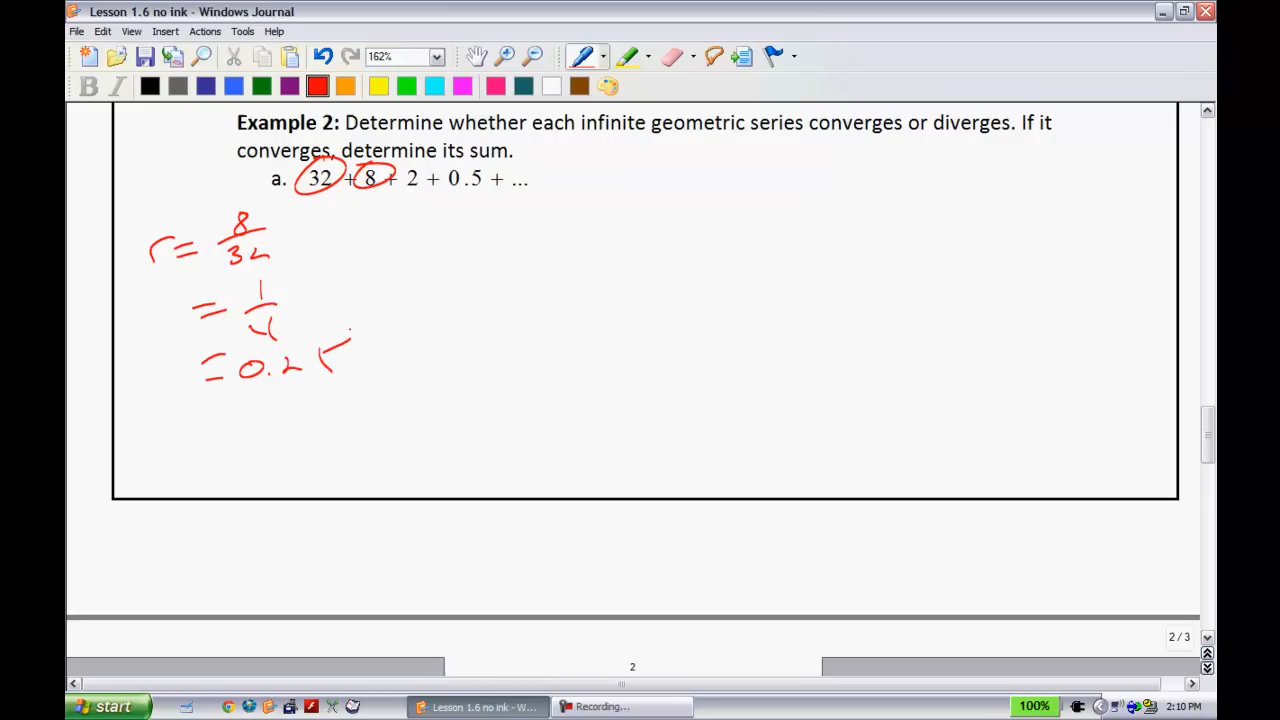 Lesson 1.6 no ink - Windows Journal
File Edit View Insert Actions Tools Help
162%
B I
Example 2: Determine whether each infinite geometric series converges or diverges. If it
converges, determine its sum.
a. 32 + 8 + 2 + 0.5 + ...
r = 8/32
= 1/4
= 0.25
2 / 3
2
start Lesson 1.6 no ink - W... Recording... 100% 2:10 PM